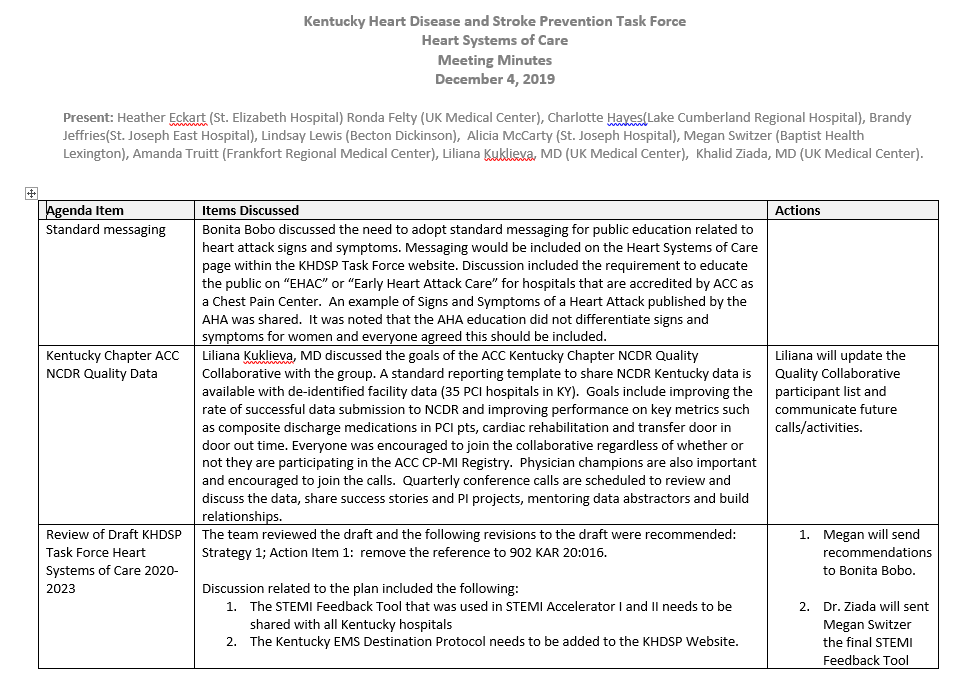 Kentucky Heart Disease and Stroke Prevention Task Force
Heart Systems of Care
Meeting Minutes
December 4, 2019
Present: Heather Eckart (St. Elizabeth Hospital) Ronda Felty (UK Medical Center), Charlotte Hayes(Lake Cumberland Regional Hospital), Brandy
Jeffries(St. Joseph East Hospital), Lindsay Lewis (Becton Dickinson),  Alicia McCarty (St. Joseph Hospital), Megan Switzer (Baptist Health
Lexington), Amanda Truitt (Frankfort Regional Medical Center), Liliana Kuklieva, MD (UK Medical Center),  Khalid Ziada, MD (UK Medical Center).
Agenda Item
Items Discussed
Actions
Standard messaging
Bonita Bobo discussed the need to adopt standard messaging for public education related to
heart attack signs and symptoms. Messaging would be included on the Heart Systems of Care
page within the KHDSP Task Force website. Discussion included the requirement to educate
the public on “EHAC” or “Early Heart Attack Care” for hospitals that are accredited by ACC as
a Chest Pain Center.  An example of Signs and Symptoms of a Heart Attack published by the
AHA was shared.  It was noted that the AHA education did not differentiate signs and
symptoms for women and everyone agreed this should be included.
Kentucky Chapter ACC
NCDR Quality Data
Liliana Kuklieva, MD discussed the goals of the ACC Kentucky Chapter NCDR Quality
Collaborative with the group. A standard reporting template to share NCDR Kentucky data is
available with de-identified facility data (35 PCI hospitals in KY).  Goals include improving the
rate of successful data submission to NCDR and improving performance on key metrics such
as composite discharge medications in PCI pts, cardiac rehabilitation and transfer door in
door out time. Everyone was encouraged to join the collaborative regardless of whether or
not they are participating in the ACC CP-MI Registry.  Physician champions are also important
and encouraged to join the calls.  Quarterly conference calls are scheduled to review and
discuss the data, share success stories and PI projects, mentoring data abstractors and build
relationships.
Liliana will update the
Quality Collaborative
participant list and
communicate future
calls/activities.
Review of Draft KHDSP
Task Force Heart
Systems of Care 2020-
2023
The team reviewed the draft and the following revisions to the draft were recommended:
Strategy 1; Action Item 1:  remove the reference to 902 KAR 20:016.
Discussion related to the plan included the following:
1. The STEMI Feedback Tool that was used in STEMI Accelerator I and II needs to be
shared with all Kentucky hospitals
2. The Kentucky EMS Destination Protocol needs to be added to the KHDSP Website.
1. Megan will send
recommendations
to Bonita Bobo.
2. Dr. Ziada will sent
Megan Switzer
the final STEMI
Feedback Tool